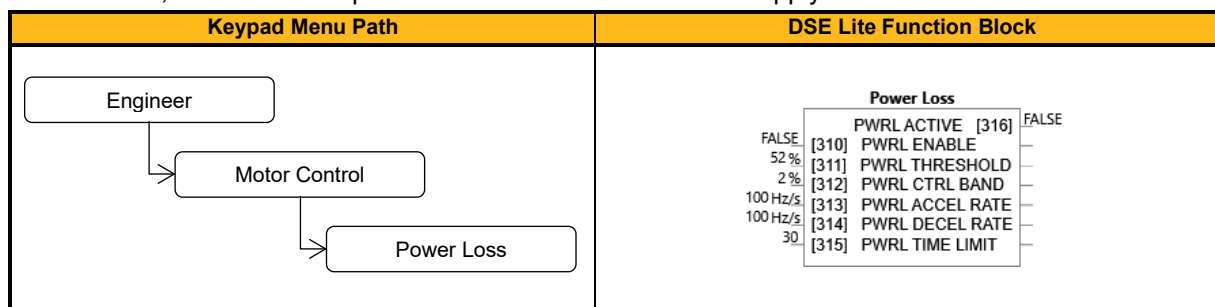 Keypad Menu Path
DSE Lite Function Block
Engineer
Motor Control
Power Loss
Power Loss
PWRL ACTIVE [316] FALSE
FALSE [310] PWRL ENABLE
52 % [311] PWRL THRESHOLD
2 % [312] PWRL CTRL BAND
100 Hz/s [313] PWRL ACCEL RATE
100 Hz/s [314] PWRL DECEL RATE
30 [315] PWRL TIME LIMIT